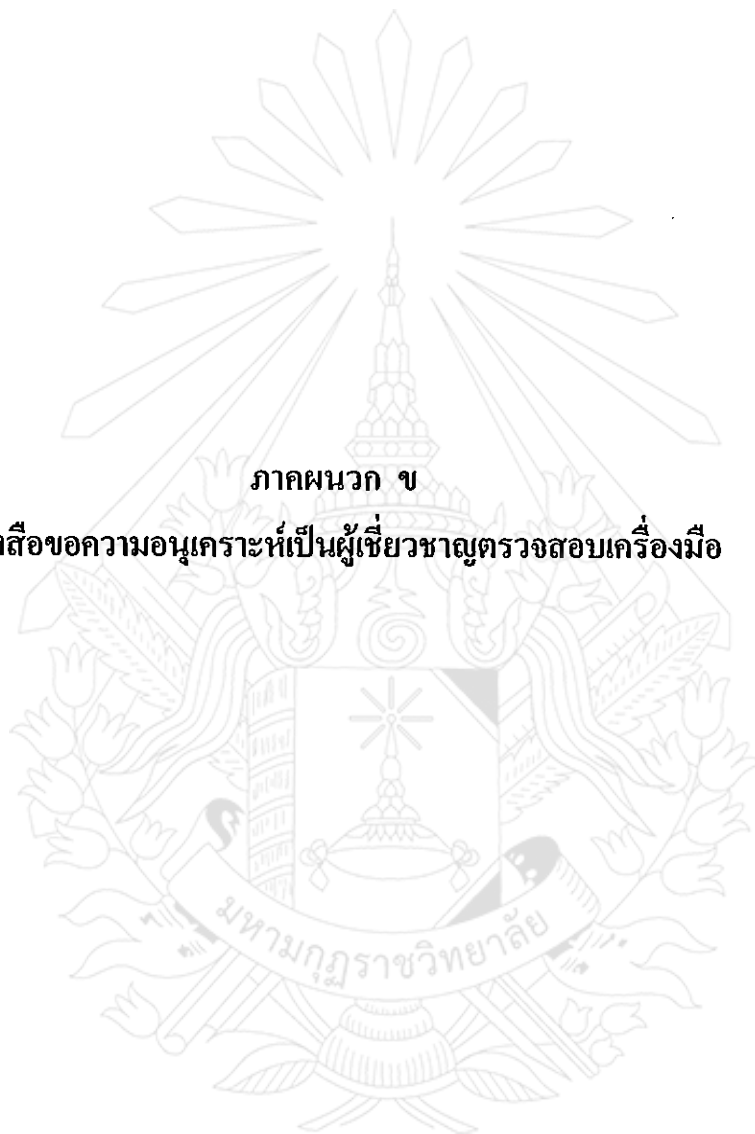 ภาคผนวก ข
สือขอความอนุเคราะห์เป็นผู้เชี่ยวชาญตรวจสอบเครื่องมือ
มหามกุฏราชวิทยาลัย